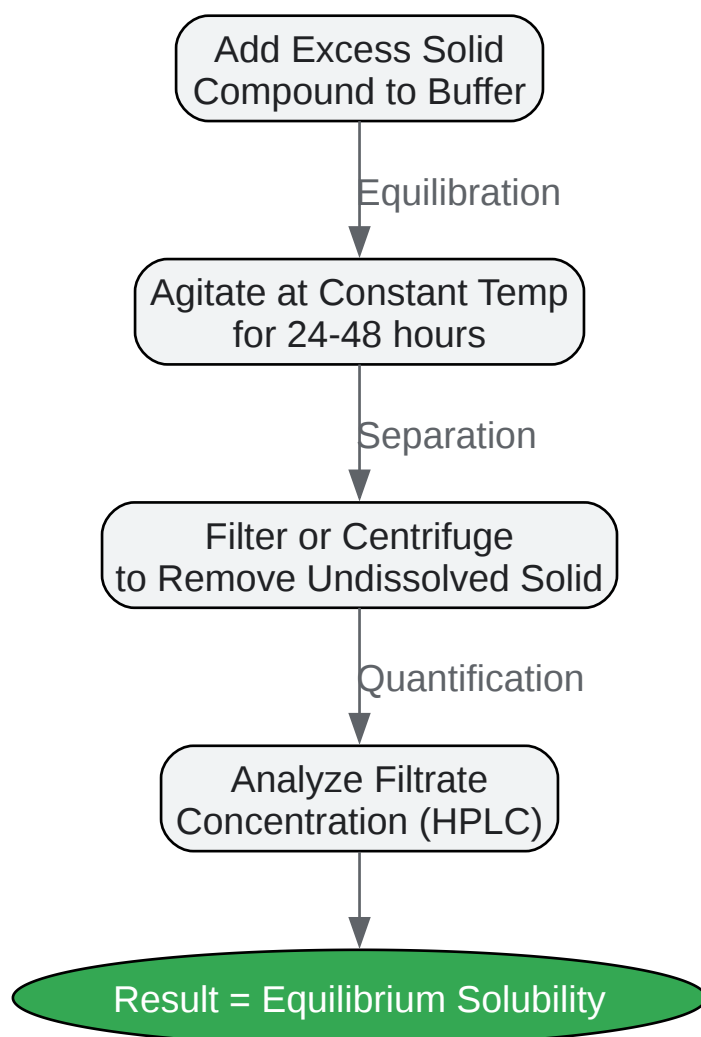 Add Excess Solid
Compound to Buffer
Equilibration
Agitate at Constant Temp
for 24-48 hours
Separation
Filter or Centrifuge
to Remove Undissolved Solid
Quantification
Analyze Filtrate
Concentration (HPLC)
Result = Equilibrium Solubility